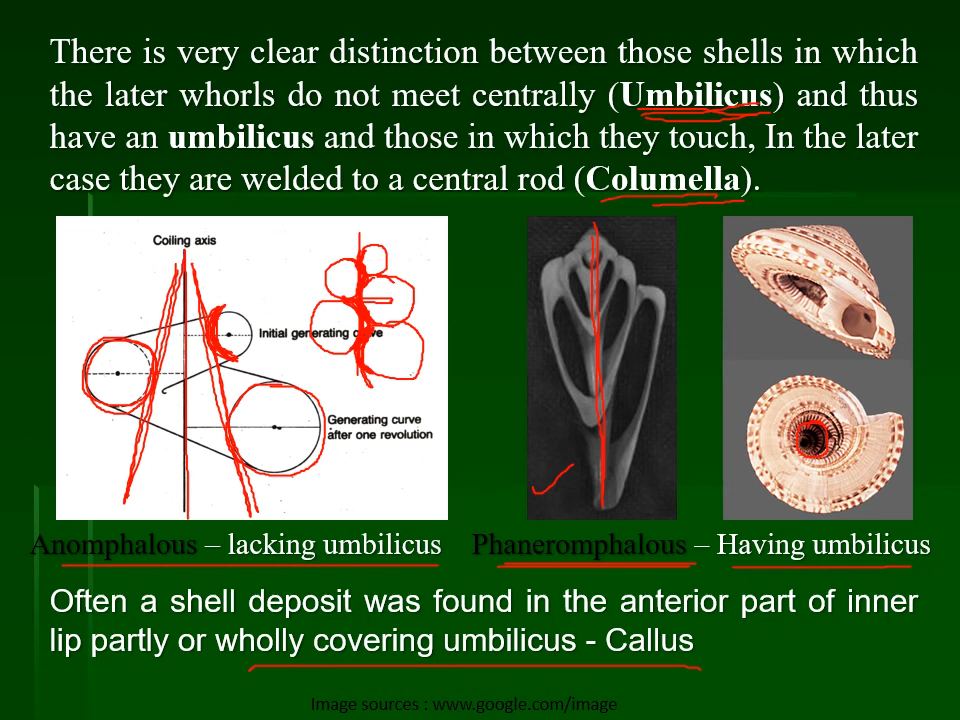 There is very clear distinction between those shells in which
the later whorls do not meet centrally (Umbilicus) and thus
have an umbilicus and those in which they touch, In the later
case they are welded to a central rod (Columella).
Coiling axis
Initial generating curve
Generating curve
after one revolution
Anomphalous – lacking umbilicus
Phaneromphalous – Having umbilicus
Often a shell deposit was found in the anterior part of inner
lip partly or wholly covering umbilicus - Callus
Image sources : www.google.com/image